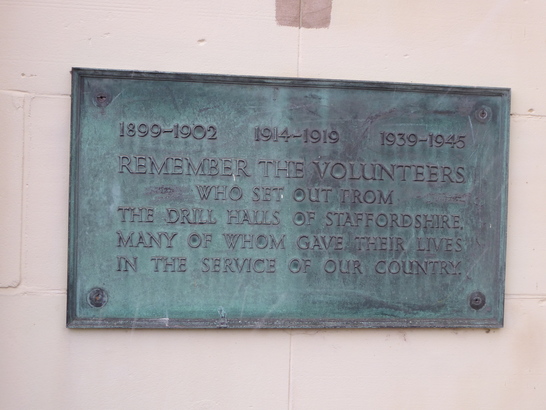 1899-1902 1914-1919 1939-1945
REMEMBER THE VOLUNTEERS
WHO SET OUT FROM
THE DRILL HALLS OF STAFFORDSHIRE,
MANY OF WHOM GAVE THEIR LIVES
IN THE SERVICE OF OUR COUNTRY.